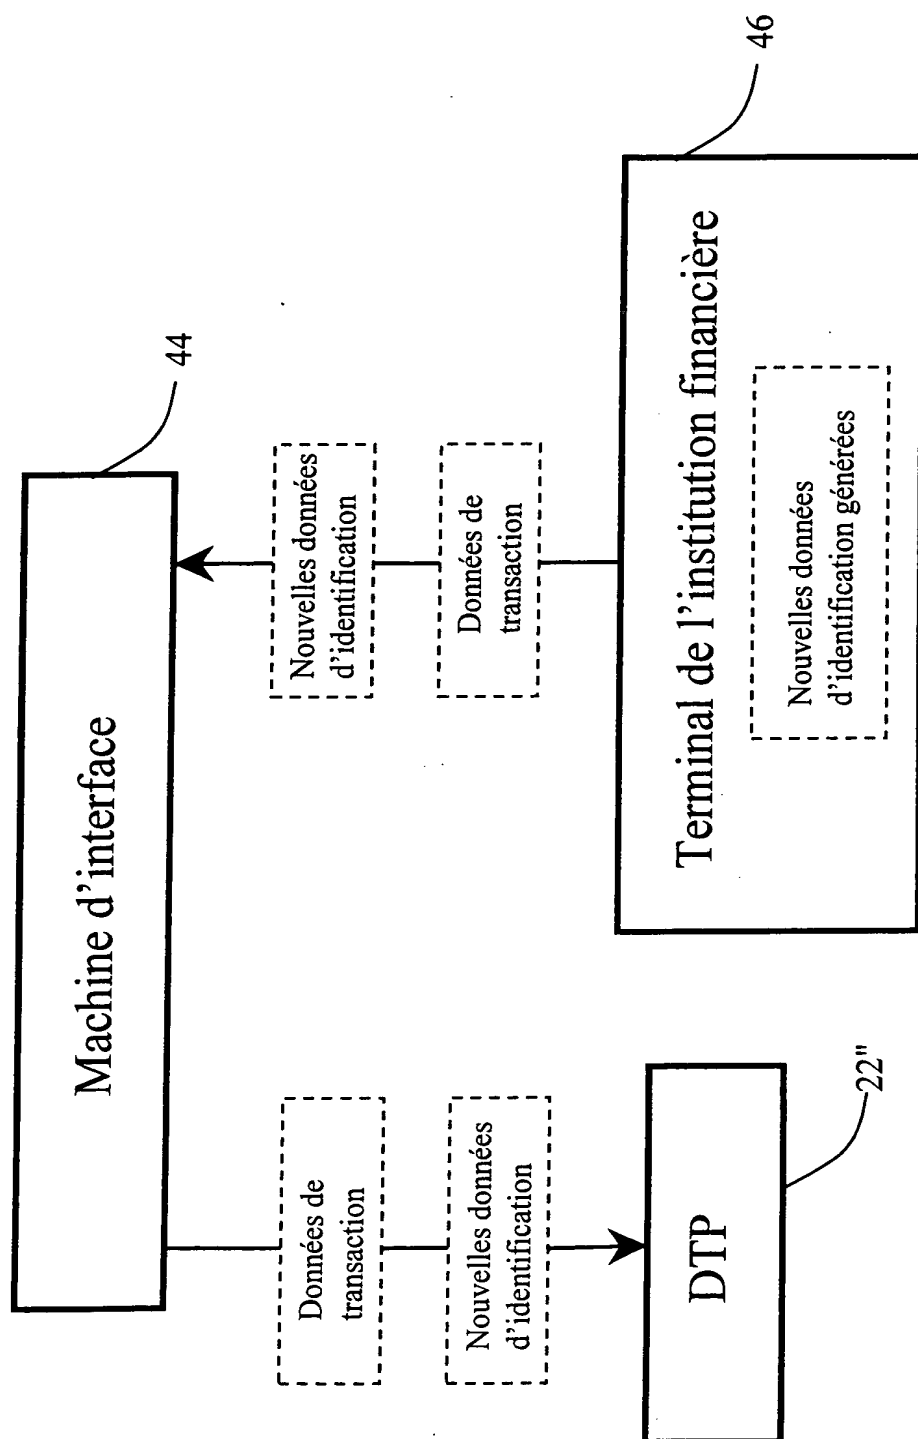 44
Machine d'interface
Données de
transaction
Nouvelles données
d'identification
Nouvelles données
d'identification
Données de
transaction
DTP
22"
Terminal de l'institution financière
Nouvelles données
d'identification générées
46